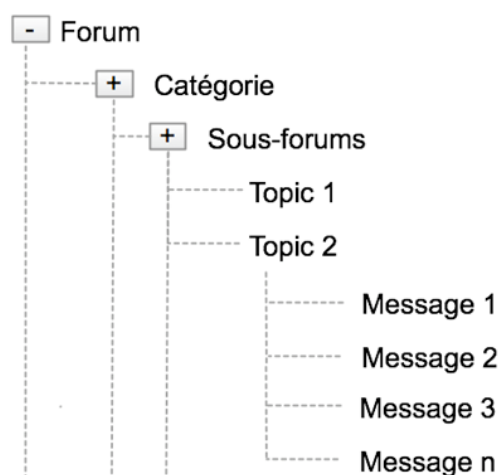 - Forum
+ Catégorie
+ Sous-forums
Topic 1
Topic 2
Message 1
Message 2
Message 3
Message n